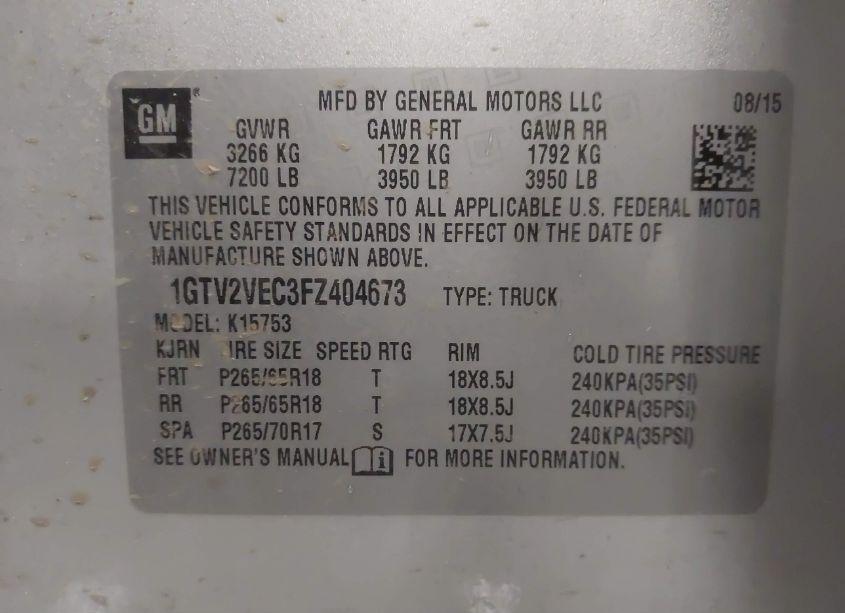 GM ® MFD BY GENERAL MOTORS LLC 08/15
GVWR GAWR FRT GAWR RR
3266 KG 1792 KG 1792 KG
7200 LB 3950 LB 3950 LB
THIS VEHICLE CONFORMS TO ALL APPLICABLE U.S. FEDERAL MOTOR
VEHICLE SAFETY STANDARDS IN EFFECT ON THE DATE OF
MANUFACTURE SHOWN ABOVE.
1GTV2VEC3FZ404673 TYPE: TRUCK
MODEL: K15753
KJRN TIRE SIZE SPEED RTG RIM COLD TIRE PRESSURE
FRT P265/65R18 T 18X8.5J 240KPA(35PSI)
RR P265/65R18 T 18X8.5J 240KPA(35PSI)
SPA P265/70R17 S 17X7.5J 240KPA(35PSI)
SEE OWNER'S MANUAL i FOR MORE INFORMATION.